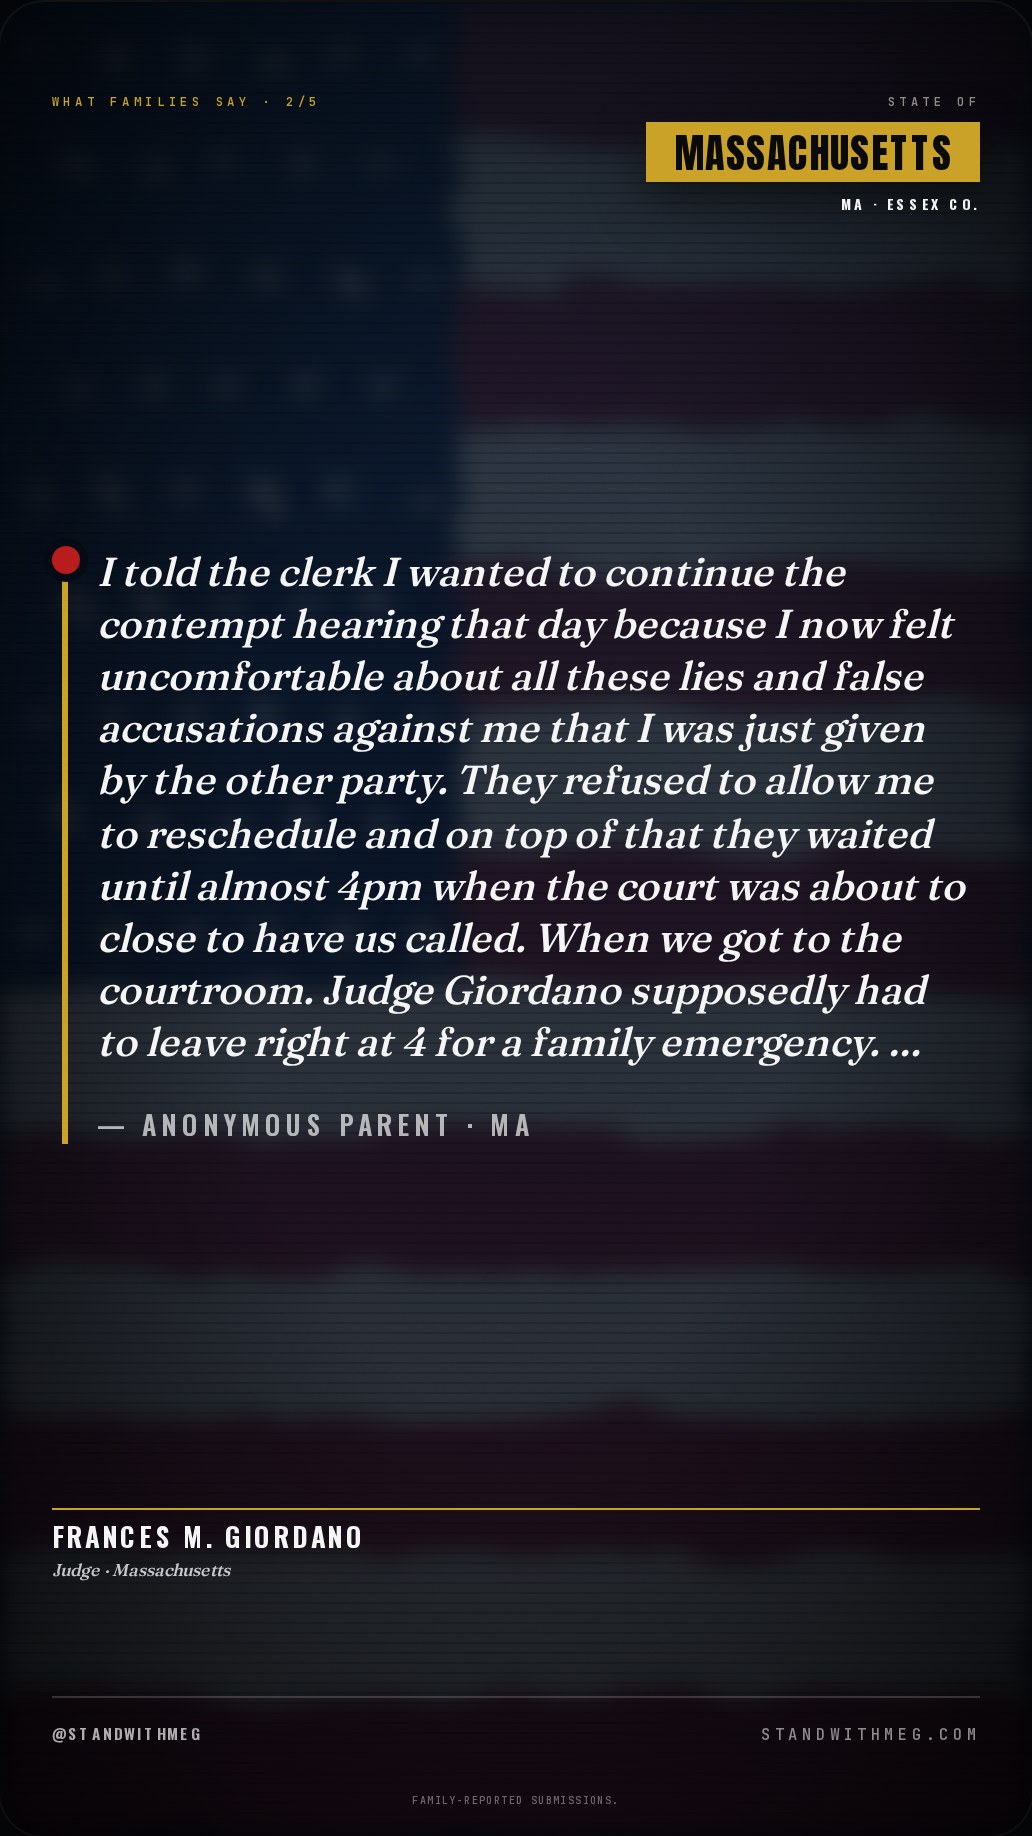 WHAT FAMILIES SAY · 2/5
STATE OF
MASSACHUSETTS
MA · ESSEX CO.
I told the clerk I wanted to continue the
contempt hearing that day because I now felt
uncomfortable about all these lies and false
accusations against me that I was just given
by the other party. They refused to allow me
to reschedule and on top of that they waited
until almost 4pm when the court was about to
close to have us called. When we got to the
courtroom. Judge Giordano supposedly had
to leave right at 4 for a family emergency. ...
— ANONYMOUS PARENT · MA
FRANCES M. GIORDANO
Judge · Massachusetts
@STANDWITHMEG
STANDWITHMEG.COM
FAMILY-REPORTED SUBMISSIONS.